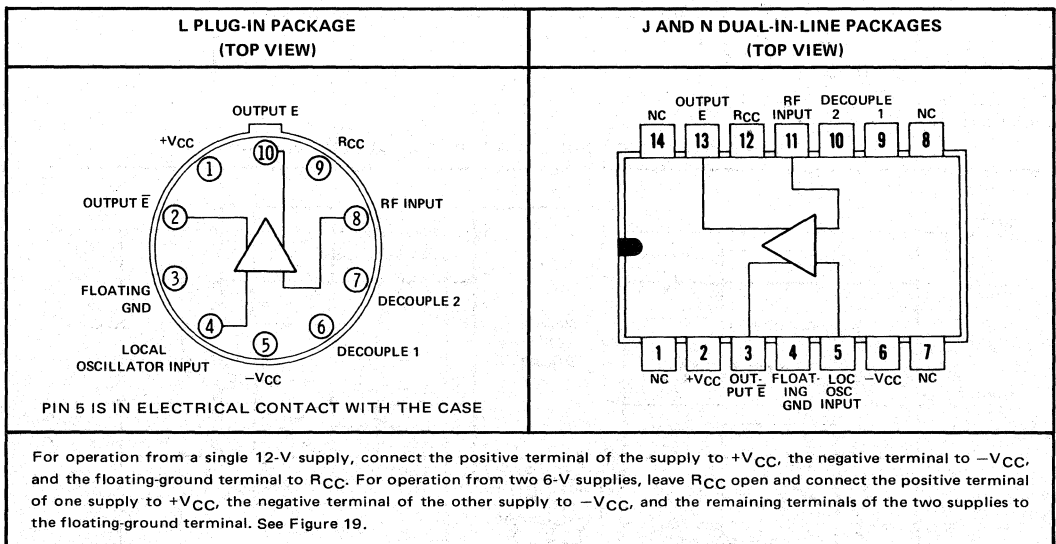 L PLUG-IN PACKAGE
(TOP VIEW)
OUTPUT E
+VCC
RCC
10
1
9
OUTPUT E̅
2
8
RF INPUT
3
7
FLOATING
GND
DECOUPLE 2
4
6
5
LOCAL
OSCILLATOR INPUT
DECOUPLE 1
−VCC
PIN 5 IS IN ELECTRICAL CONTACT WITH THE CASE
J AND N DUAL-IN-LINE PACKAGES
(TOP VIEW)
OUTPUT RF DECOUPLE
NC E RCC INPUT 2 1 NC
14 13 12 11 10 9 8
1 2 3 4 5 6 7
NC +VCC OUT- FLOAT- LOC −VCC NC
PUT E̅ ING OSC
GND INPUT
For operation from a single 12-V supply, connect the positive terminal of the supply to +VCC, the negative terminal to −VCC,
and the floating-ground terminal to RCC. For operation from two 6-V supplies, leave RCC open and connect the positive terminal
of one supply to +VCC, the negative terminal of the other supply to −VCC, and the remaining terminals of the two supplies to
the floating-ground terminal. See Figure 19.